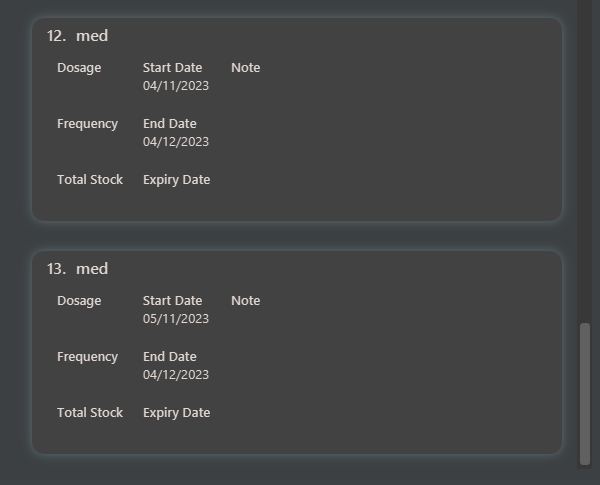 12. med
Dosage Start Date Note
04/11/2023
Frequency End Date
04/12/2023
Total Stock Expiry Date
13. med
Dosage Start Date Note
05/11/2023
Frequency End Date
04/12/2023
Total Stock Expiry Date